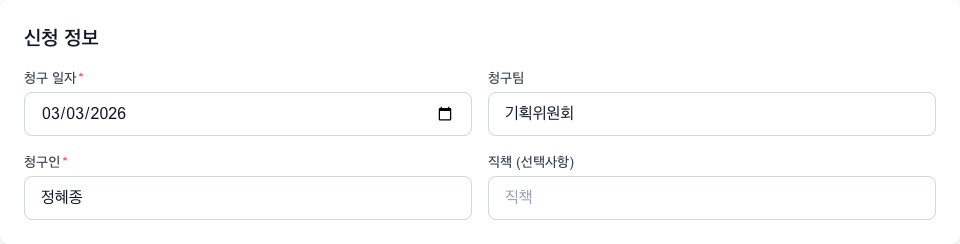 신청 정보
청구 일자 *
청구팀
03/03/2026
기획위원회
청구인 *
직책 (선택사항)
정혜종
직책